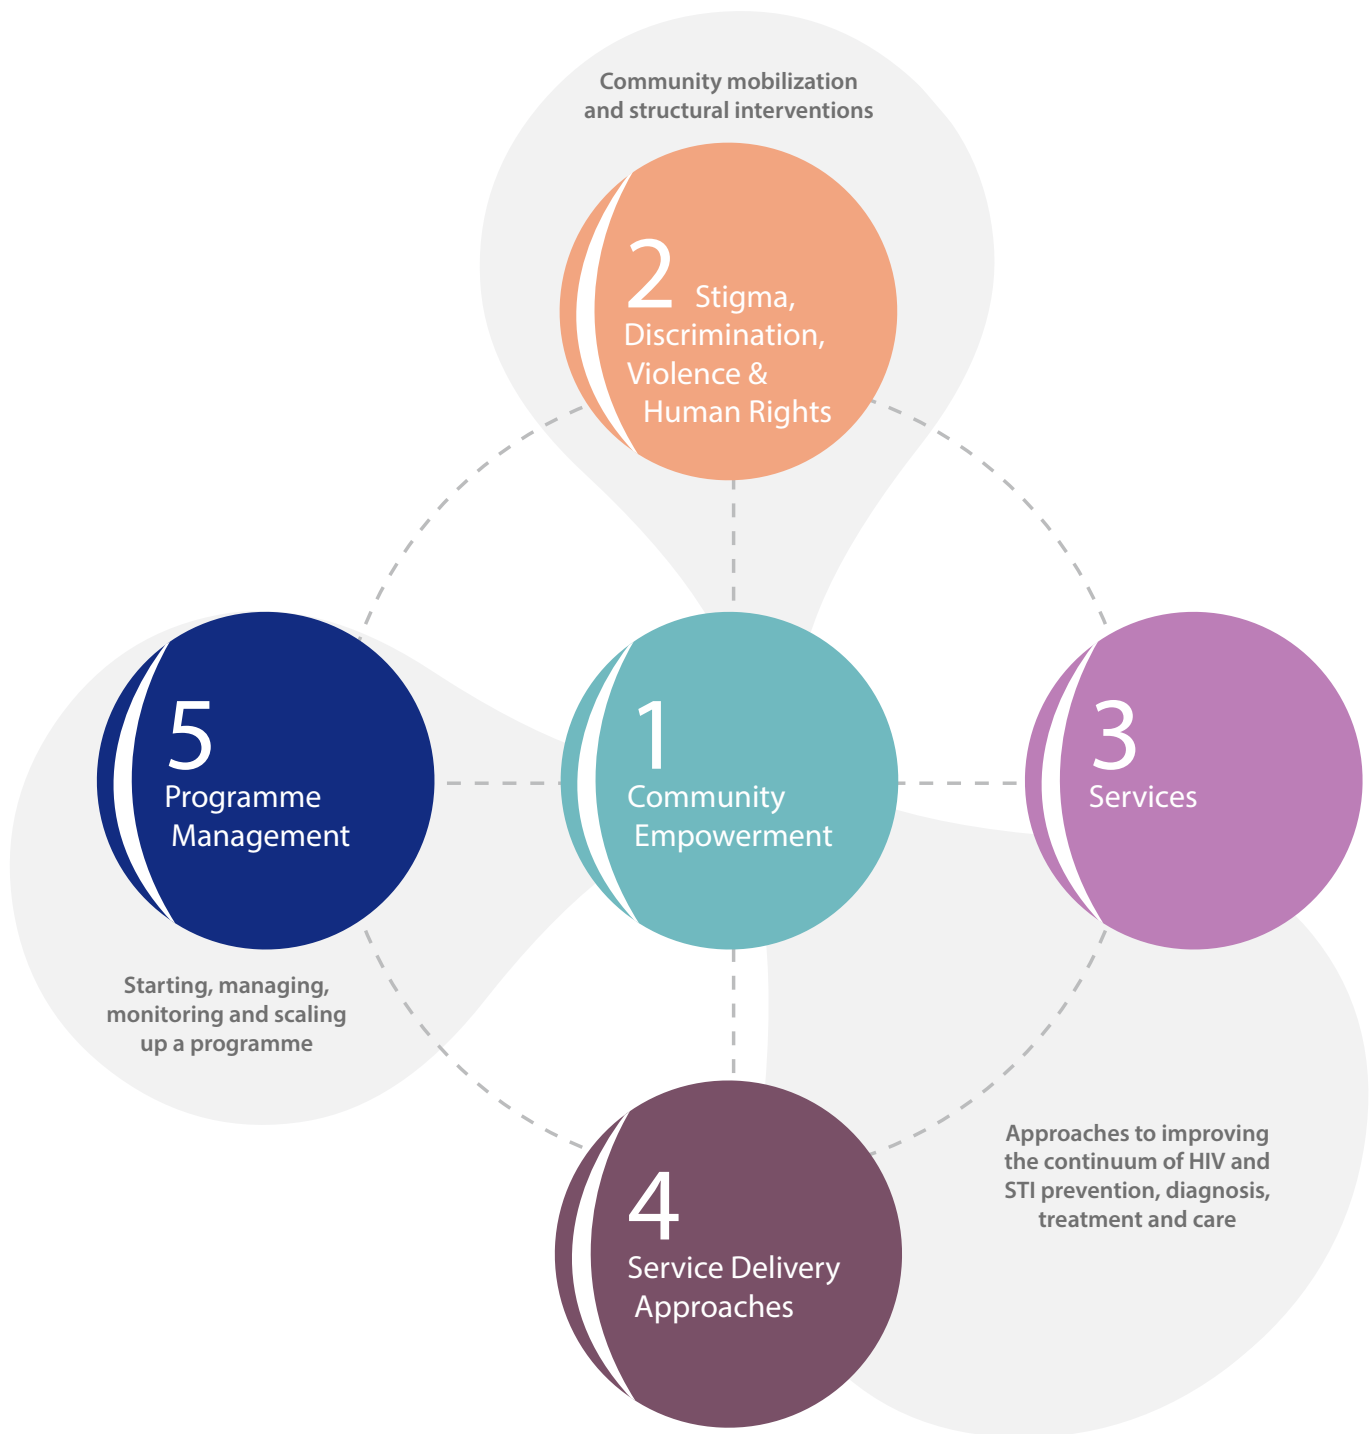 Community mobilization
and structural interventions
2 Stigma,
Discrimination,
Violence &
Human Rights
5
Programme
Management
1
Community
Empowerment
3
Services
Starting, managing,
monitoring and scaling
up a programme
Approaches to improving
the continuum of HIV and
STI prevention, diagnosis,
treatment and care
4
Service Delivery
Approaches